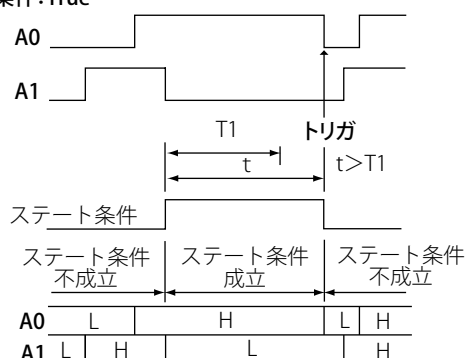 条件：True
A0
A1
T1
トリガ
t
t＞T1
ステート条件
ステート条件 不成立
ステート条件 成立
ステート条件 不成立
A0 L H L H
A1 L H L H